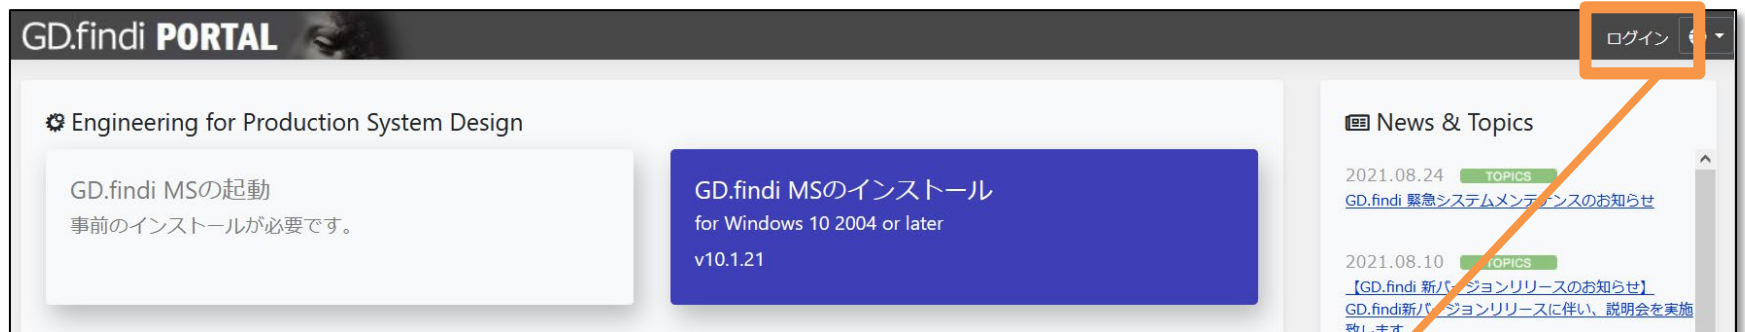 GD.findi PORTAL
ログイン
Engineering for Production System Design
GD.findi MSの起動
事前のインストールが必要です。
GD.findi MSのインストール
for Windows 10 2004 or later
v10.1.21
News & Topics
2021.08.24 TOPICS
GD.findi 緊急システムメンテナンスのお知らせ
2021.08.10 TOPICS
【GD.findi 新バージョンリリースのお知らせ】
GD.findi新バージョンリリースに伴い、説明会を実施
致します